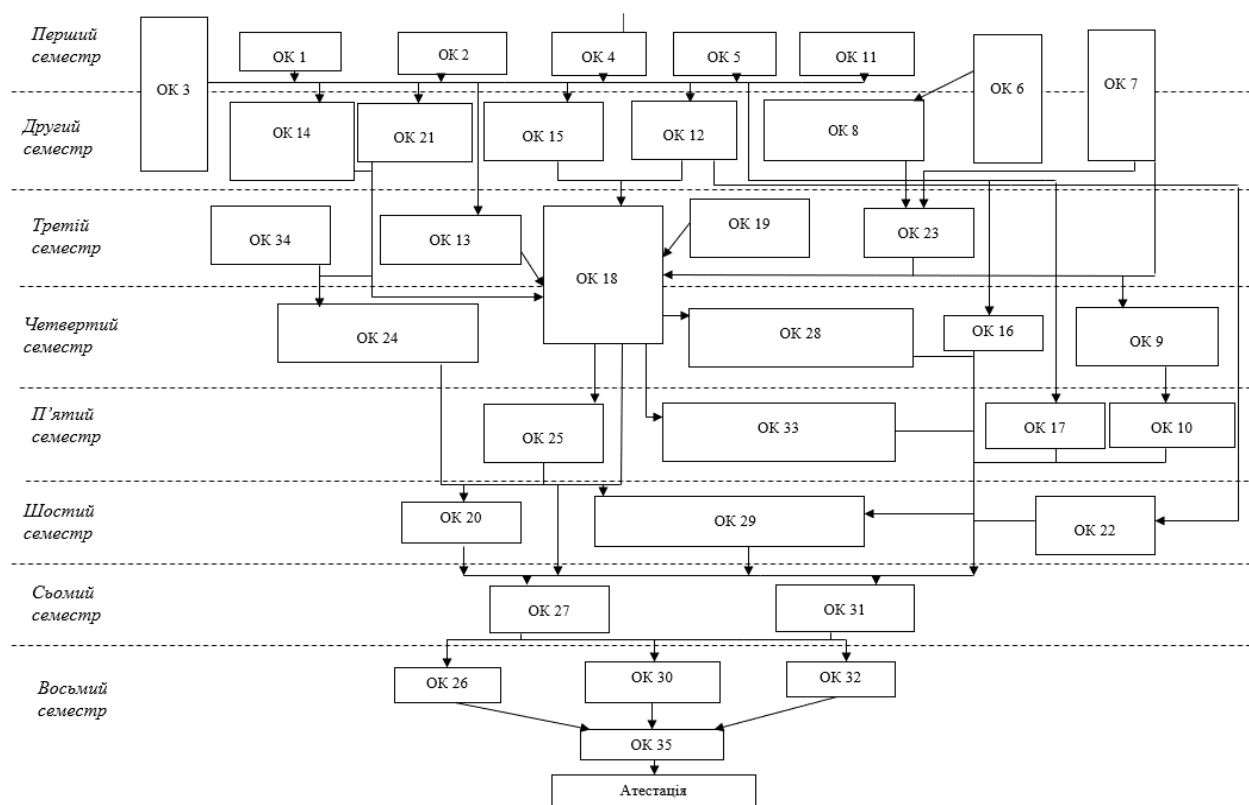 Перший
семестр
ОК 3
ОК 1
ОК 2
ОК 4
ОК 5
ОК 11
ОК 6
ОК 7
Другий
семестр
ОК 14
ОК 21
ОК 15
ОК 12
ОК 8
Третій
семестр
ОК 34
ОК 13
ОК 18
ОК 19
ОК 23
Четвертий
семестр
ОК 24
ОК 28
ОК 16
ОК 9
П’ятий
семестр
ОК 25
ОК 33
ОК 17
ОК 10
Шостий
семестр
ОК 20
ОК 29
ОК 22
Сьомий
семестр
ОК 27
ОК 31
Восьмий
семестр
ОК 26
ОК 30
ОК 32
ОК 35
Атестація